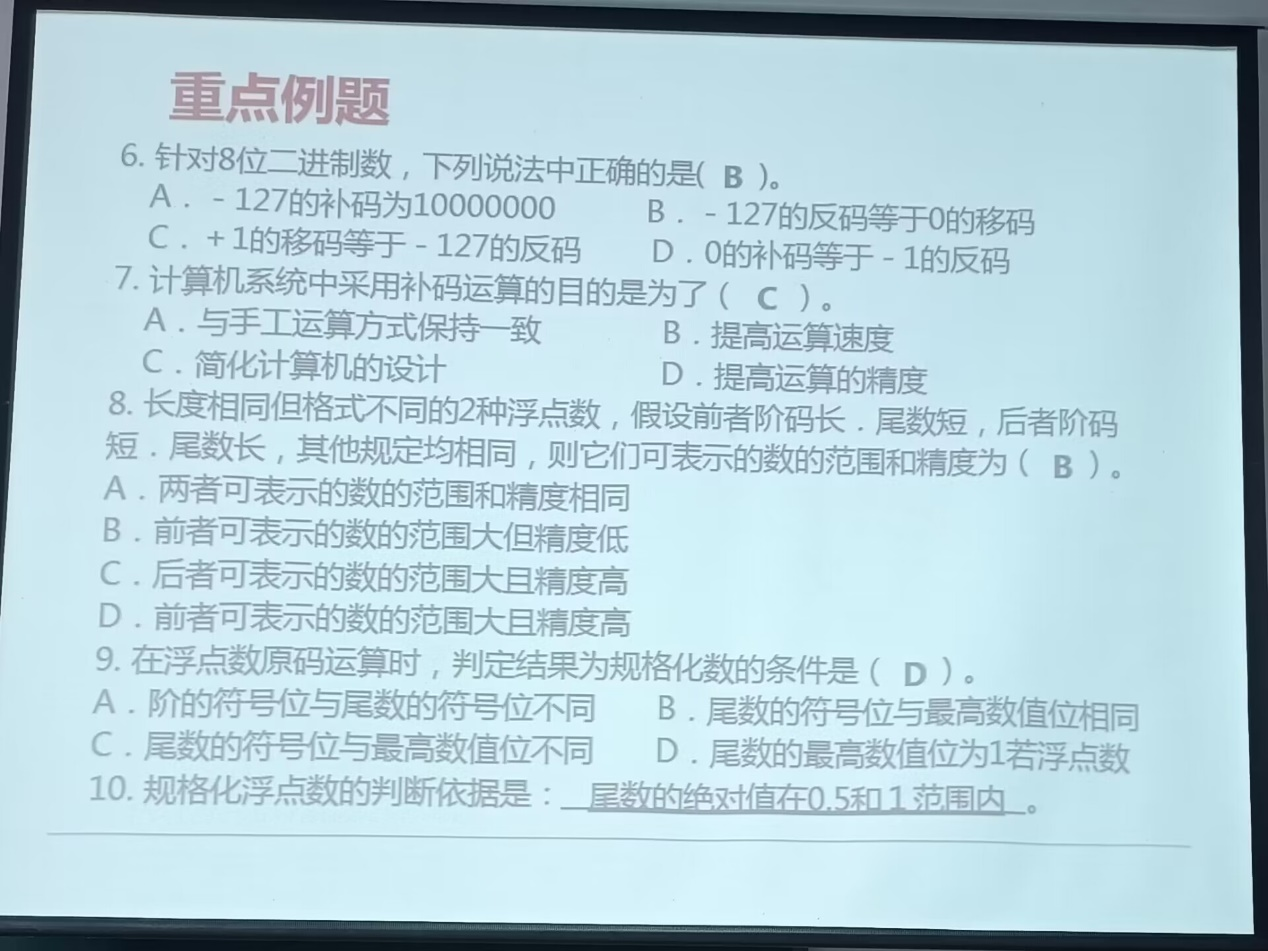 重点例题
6. 针对8位二进制数，下列说法中正确的是( B )。
A．－127的补码为10000000 B．－127的反码等于0的移码
C．＋1的移码等于－127的反码 D．0的补码等于－1的反码
7. 计算机系统中采用补码运算的目的是为了（ C ）。
A．与手工运算方式保持一致 B．提高运算速度
C．简化计算机的设计 D．提高运算的精度
8. 长度相同但格式不同的2种浮点数，假设前者阶码长．尾数短，后者阶码
短．尾数长，其他规定均相同，则它们可表示的数的范围和精度为（ B ）。
A．两者可表示的数的范围和精度相同
B．前者可表示的数的范围大但精度低
C．后者可表示的数的范围大且精度高
D．前者可表示的数的范围大且精度高
9. 在浮点数原码运算时，判定结果为规格化数的条件是（ D ）。
A．阶的符号位与尾数的符号位不同 B．尾数的符号位与最高数值位相同
C．尾数的符号位与最高数值位不同 D．尾数的最高数值位为1若浮点数
10. 规格化浮点数的判断依据是：__尾数的绝对值在0.5和１范围内_。